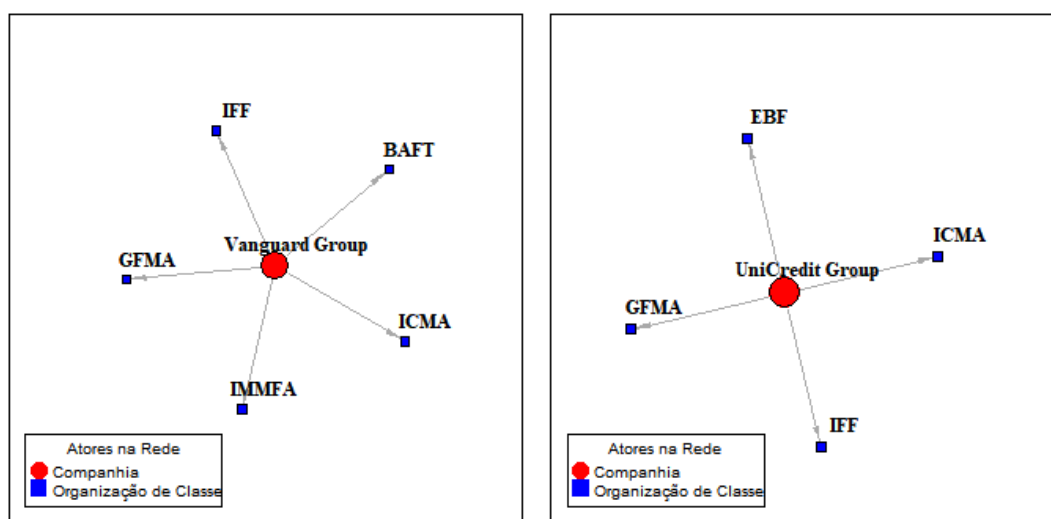 IFF
BAFT
Vanguard Group
GFMA
ICMA
IMMFA
Atores na Rede
Companhia
Organização de Classe
EBF
ICMA
UniCredit Group
GFMA
IFF
Atores na Rede
Companhia
Organização de Classe